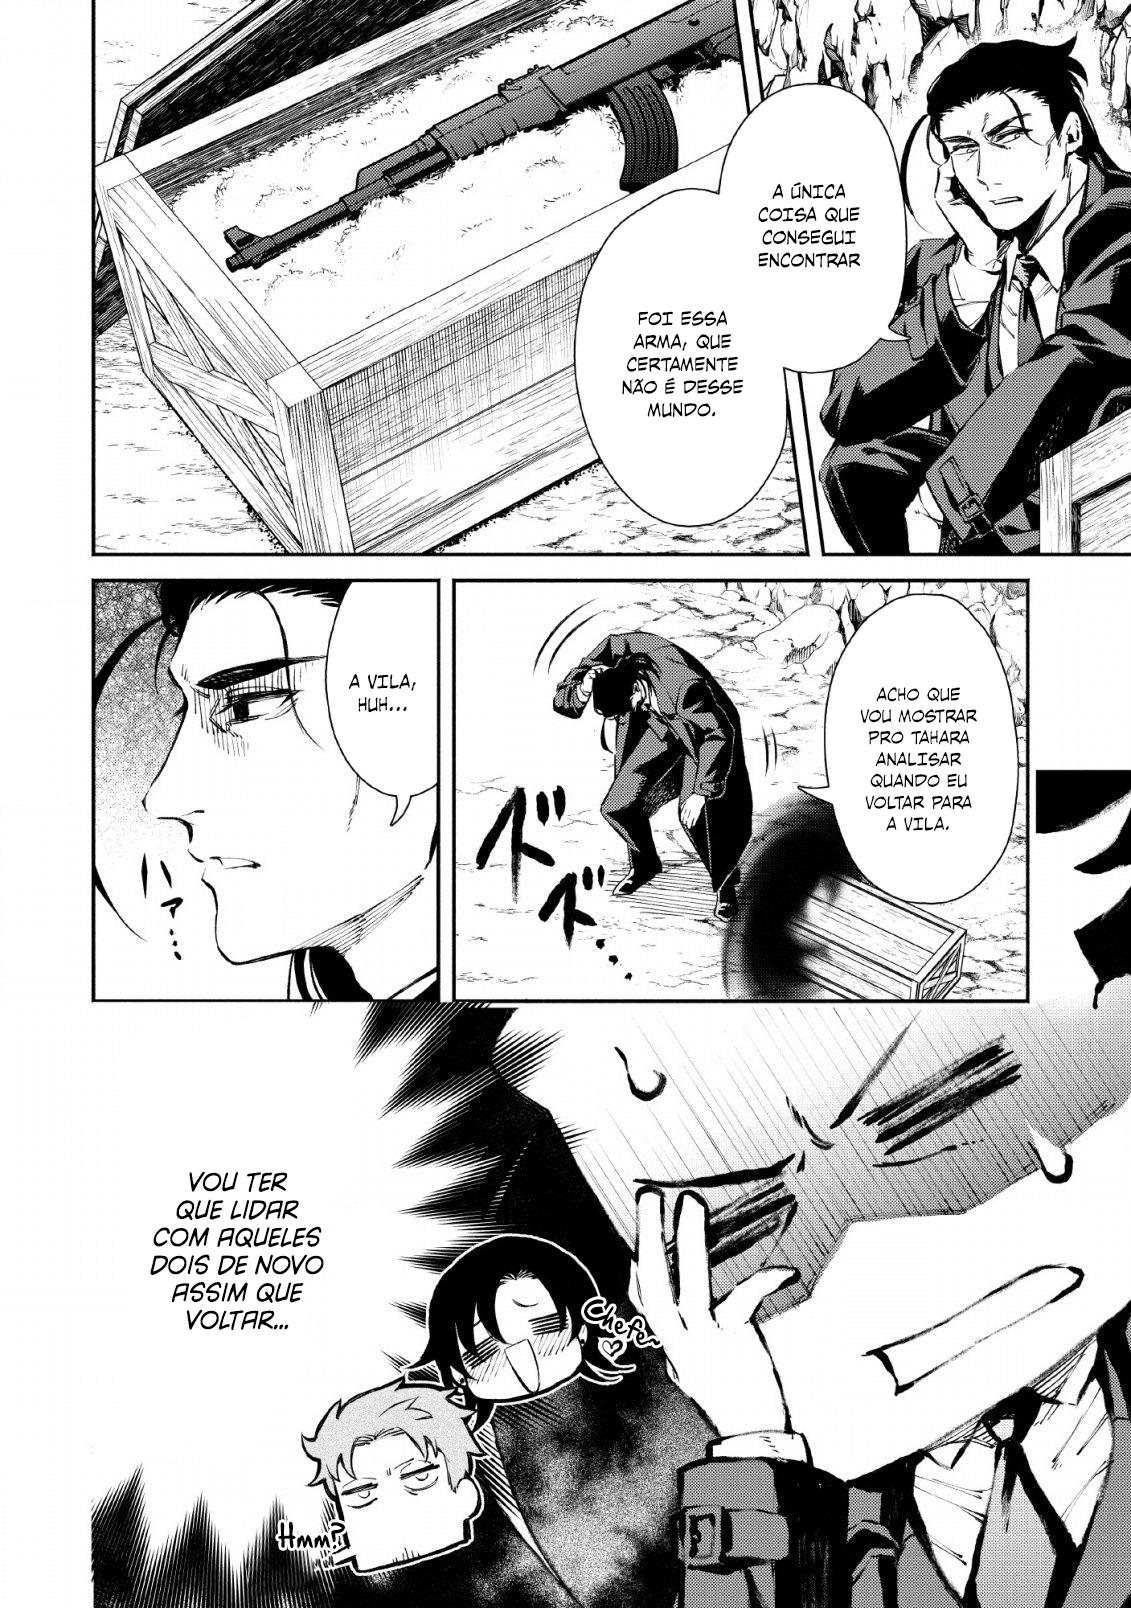 A ÚNICA
COISA QUE
CONSEGUI
ENCONTRAR
FOI ESSA
ARMA, QUE
CERTAMENTE
NÃO É DESSE
MUNDO.
ACHO QUE
VOU MOSTRAR
PRO TAHARA
ANALISAR
QUANDO EU
VOLTAR PARA
A VILA.
ズ
ズ...
A VILA,
HUH...
ハァ...
VOU TER
QUE LIDAR
COM AQUELES
DOIS DE NOVO
ASSIM QUE
VOLTAR...
Chefe~
♡
Hmm?